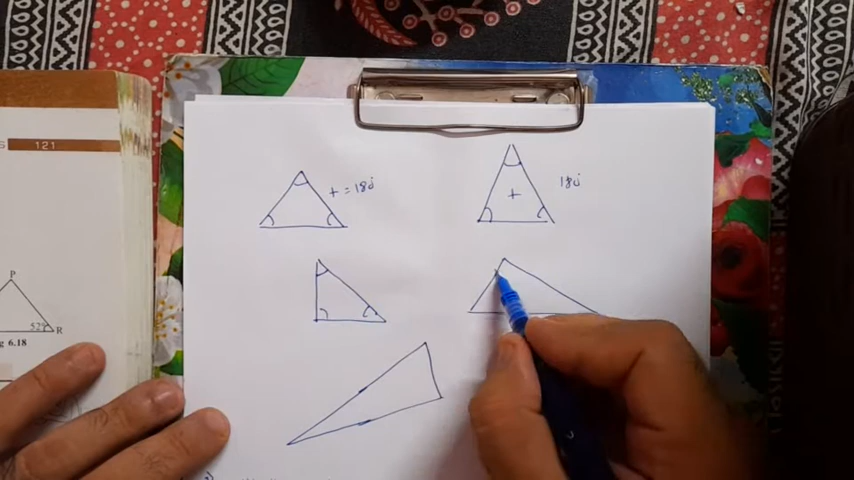 121
+ = 180
+
180
P
52°
R
g 6.18